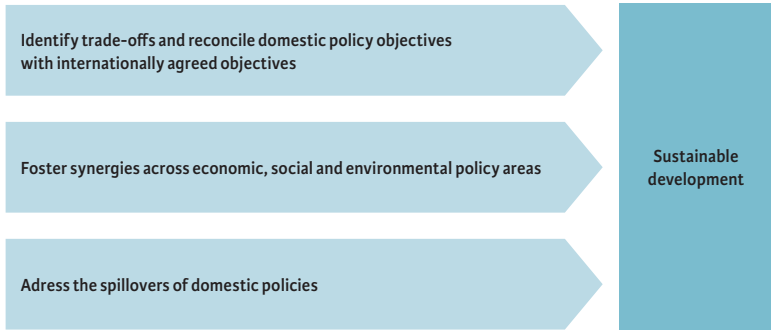 Identify trade-offs and reconcile domestic policy objectives
with internationally agreed objectives
Foster synergies across economic, social and environmental policy areas
Adress the spillovers of domestic policies
Sustainable
development